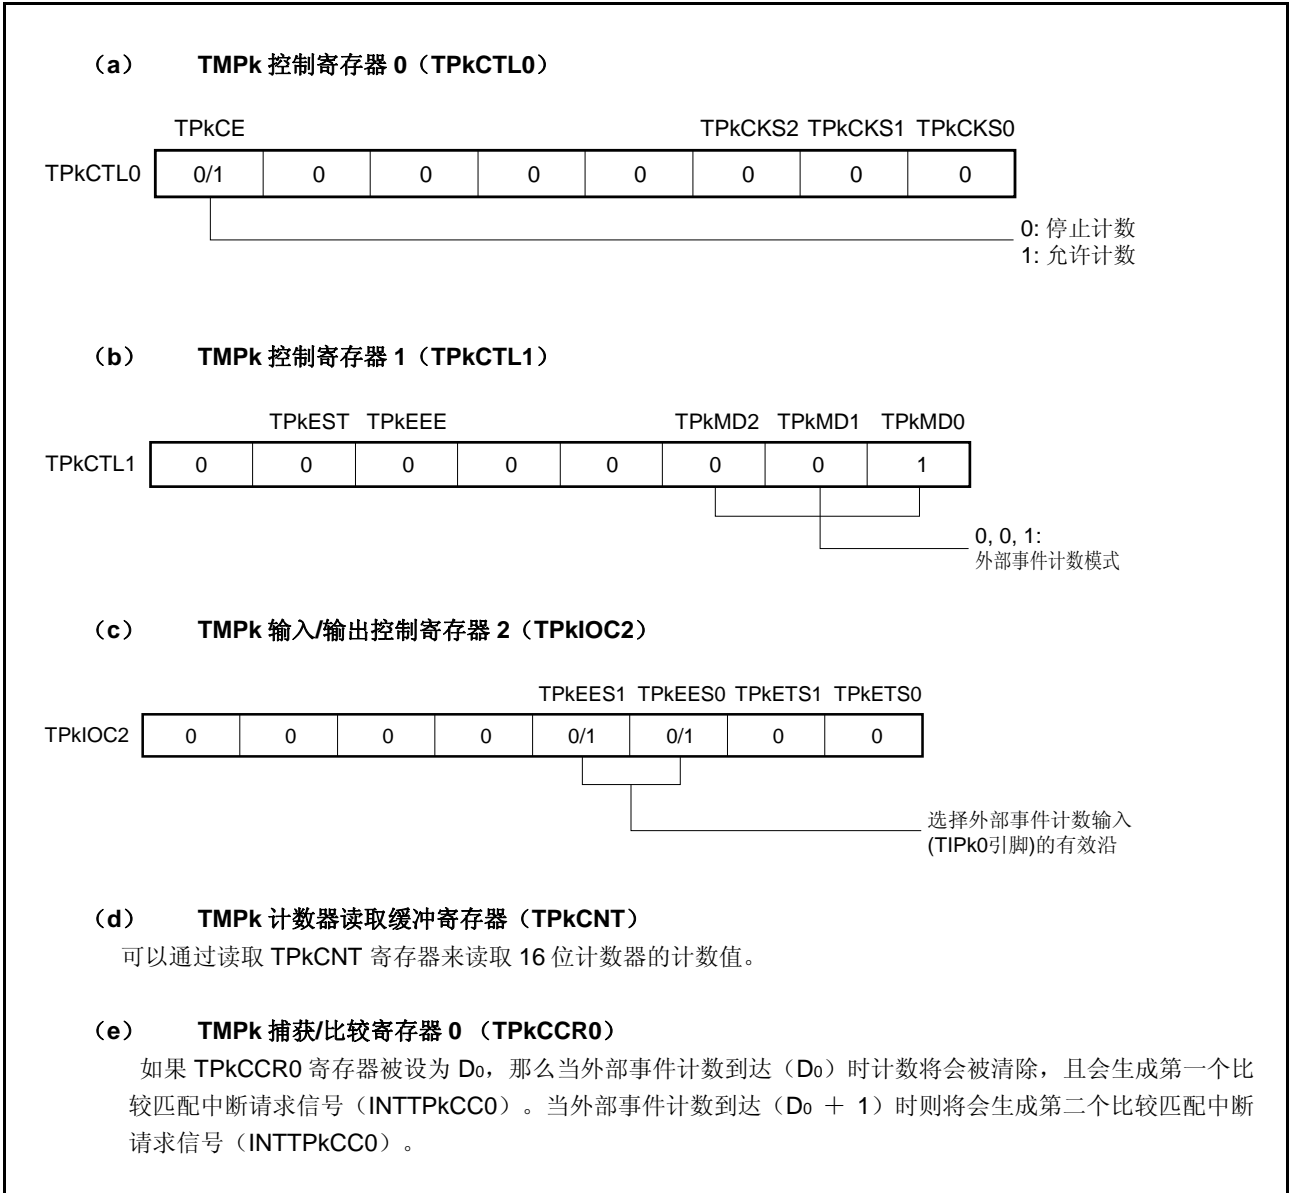 （a） TMPk 控制寄存器 0（TPkCTL0）
TPkCE TPkCKS2 TPkCKS1 TPkCKS0
TPkCTL0 0/1 0 0 0 0 0 0 0
0: 停止计数
1: 允许计数
（b） TMPk 控制寄存器 1（TPkCTL1）
TPkEST TPkEEE TPkMD2 TPkMD1 TPkMD0
TPkCTL1 0 0 0 0 0 0 0 1
0, 0, 1:
外部事件计数模式
（c） TMPk 输入/输出控制寄存器 2（TPkIOC2）
TPkEES1 TPkEES0 TPkETS1 TPkETS0
TPkIOC2 0 0 0 0 0/1 0/1 0 0
选择外部事件计数输入
(TIPk0引脚)的有效沿
（d） TMPk 计数器读取缓冲寄存器（TPkCNT）
可以通过读取 TPkCNT 寄存器来读取 16 位计数器的计数值。
（e） TMPk 捕获/比较寄存器 0 （TPkCCR0）
如果 TPkCCR0 寄存器被设为 D0，那么当外部事件计数到达（D0）时计数将会被清除，且会生成第一个比
较匹配中断请求信号（INTTPkCC0）。当外部事件计数到达（D0 ＋ 1）时则将会生成第二个比较匹配中断
请求信号（INTTPkCC0）。